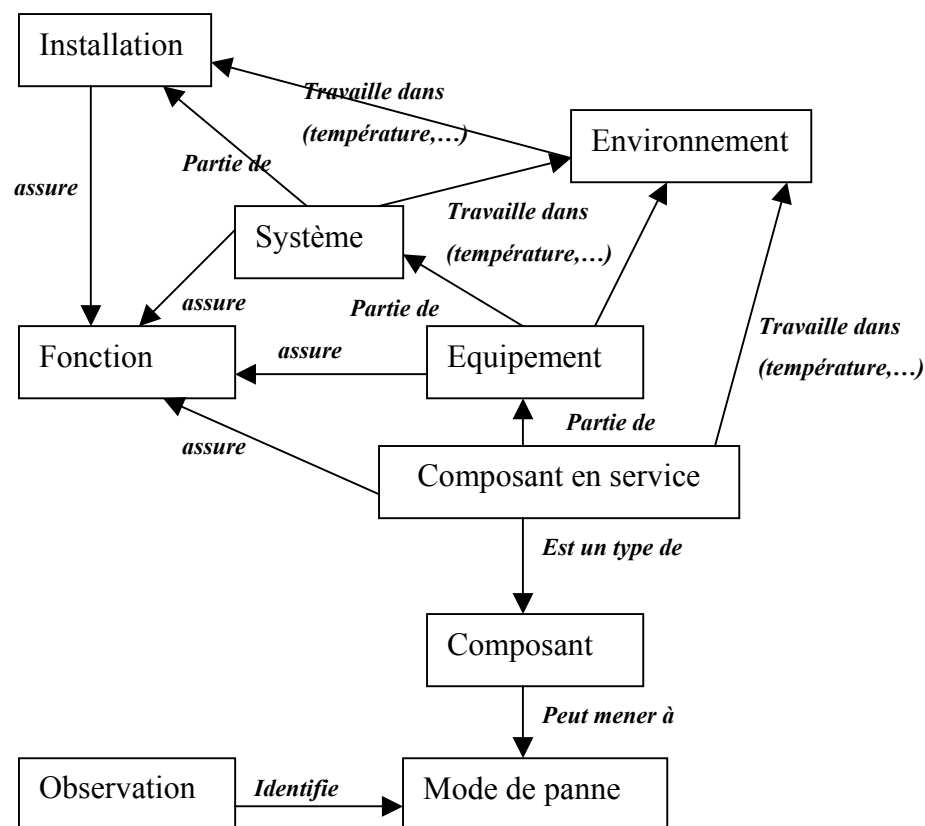 Installation
Travaille dans
(température,…)
Environnement
Partie de
assure
Système
Travaille dans
(température,…)
assure
Partie de
Fonction
assure
Equipement
Travaille dans
(température,…)
Partie de
assure
Composant en service
Est un type de
Composant
Peut mener à
Observation
Identifie
Mode de panne